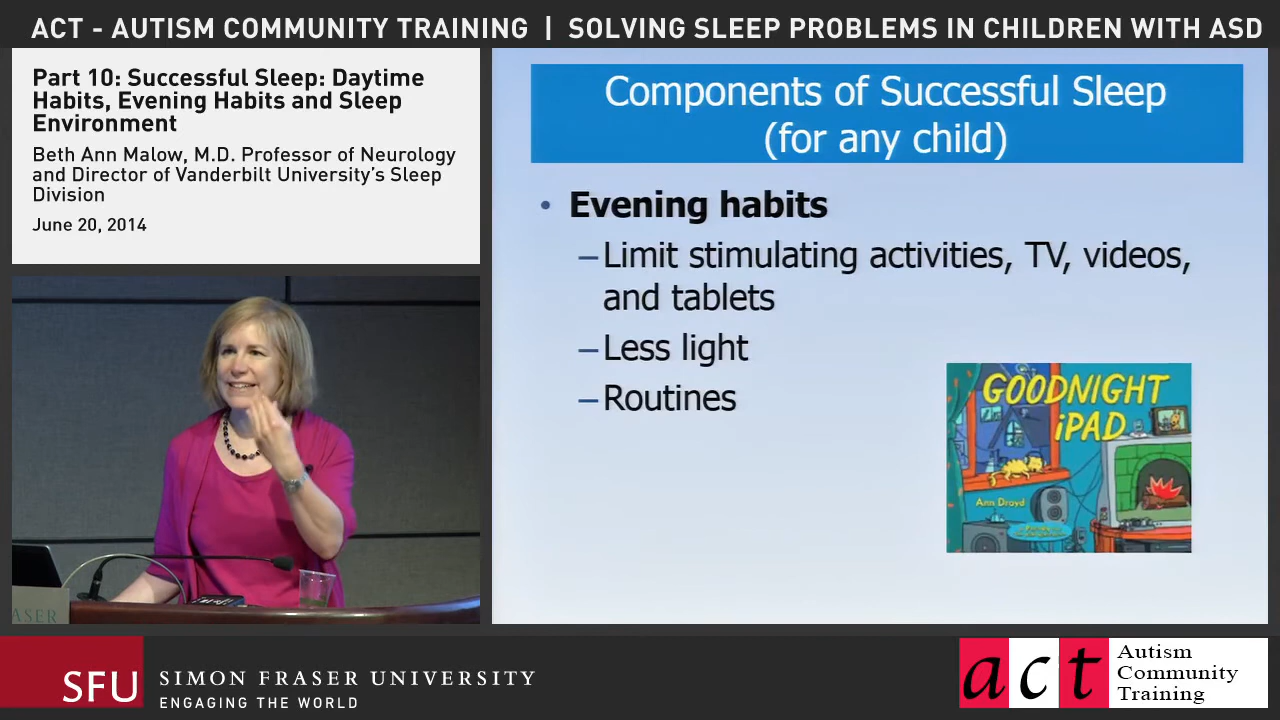 ACT - AUTISM COMMUNITY TRAINING | SOLVING SLEEP PROBLEMS IN CHILDREN WITH ASD
Part 10: Successful Sleep: Daytime
Habits, Evening Habits and Sleep
Environment
Beth Ann Malow, M.D. Professor of Neurology
and Director of Vanderbilt University's Sleep
Division
June 20, 2014
Components of Successful Sleep
(for any child)
• Evening habits
–Limit stimulating activities, TV, videos,
and tablets
–Less light
–Routines
GOODNIGHT
iPAD
Ann Droyd
ASER
SFU
SIMON FRASER UNIVERSITY
ENGAGING THE WORLD
act
Autism
Community
Training